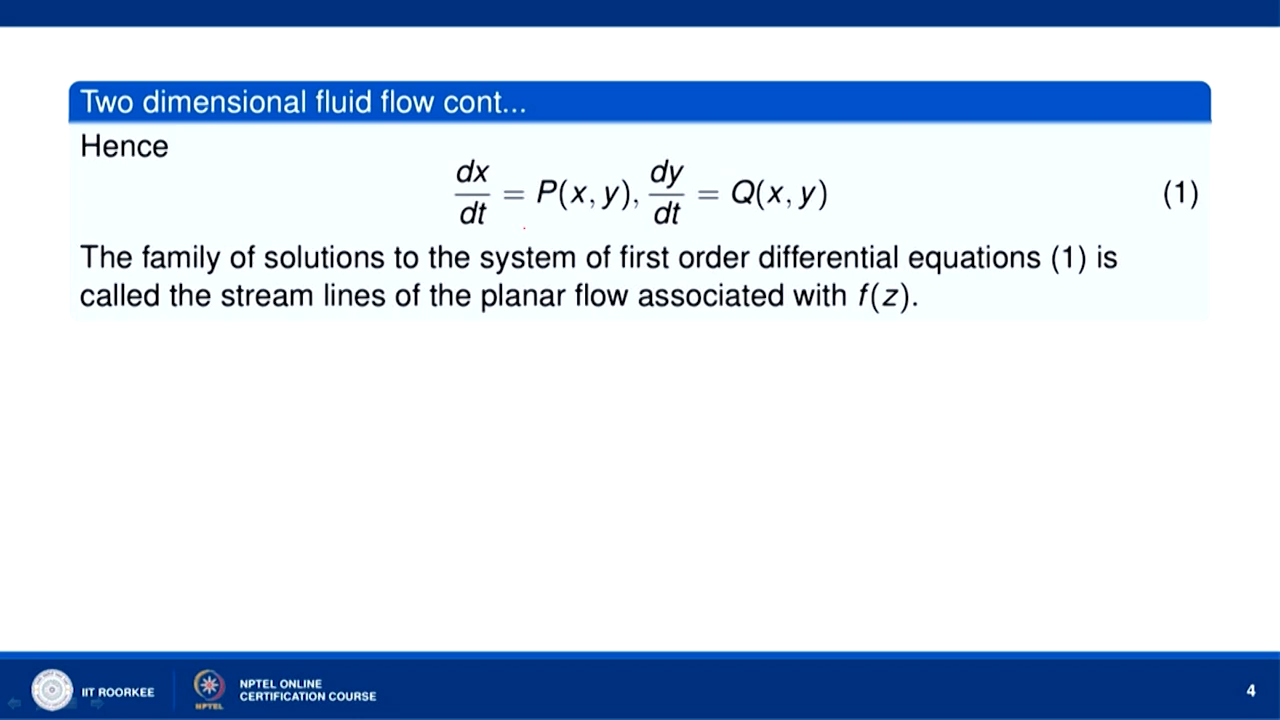 Two dimensional fluid flow cont...
Hence
dx/dt = P(x, y), dy/dt = Q(x, y) (1)
The family of solutions to the system of first order differential equations (1) is
called the stream lines of the planar flow associated with f(z).
IIT ROORKEE
NPTEL
NPTEL ONLINE
CERTIFICATION COURSE
4